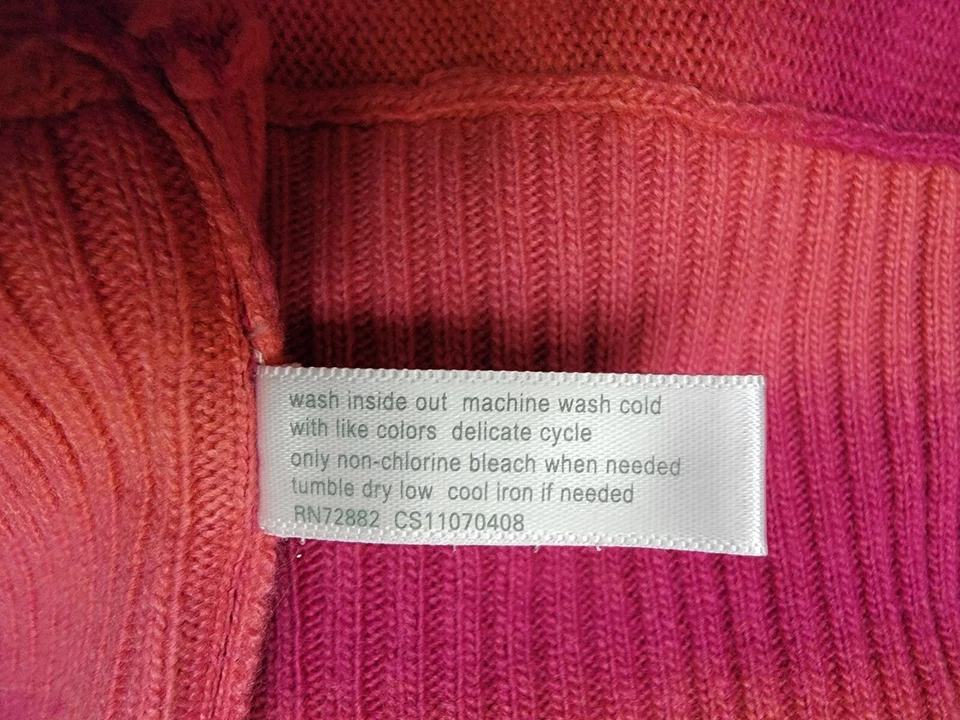 wash inside out  machine wash cold
with like colors  delicate cycle
only non-chlorine bleach when needed
tumble dry low  cool iron if needed
RN72882  CS11070408